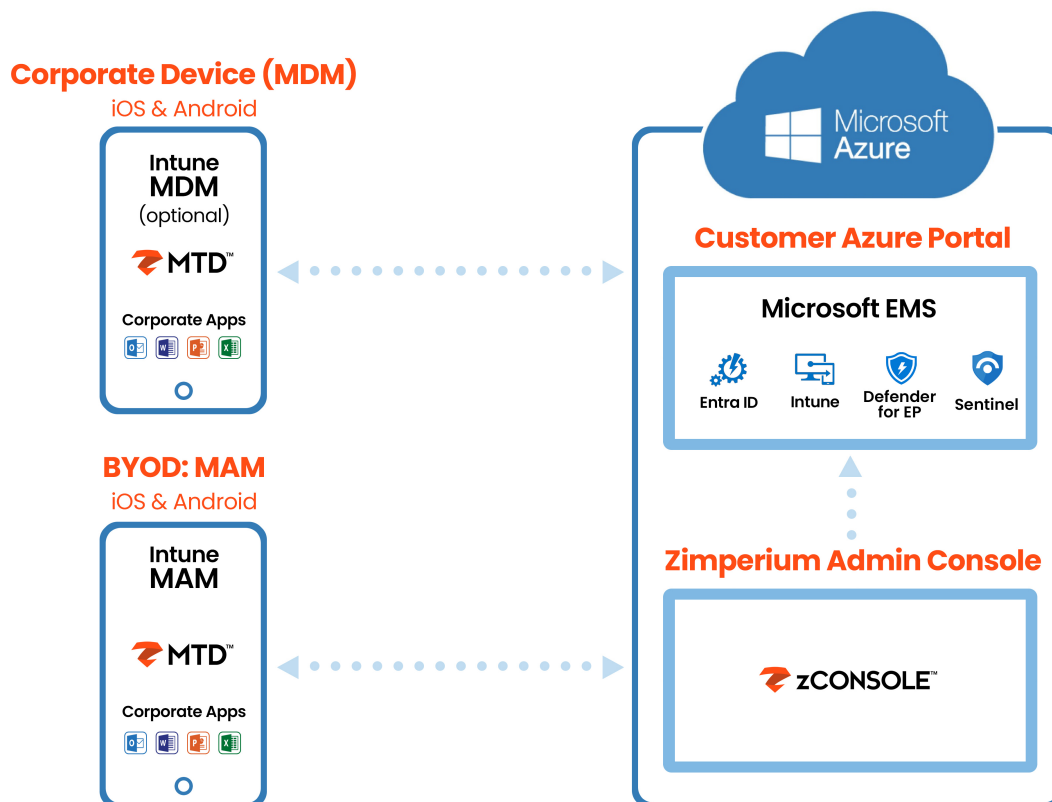 Corporate Device (MDM)
iOS & Android
Intune
MDM
(optional)
MTD™
Corporate Apps
BYOD: MAM
iOS & Android
Intune
MAM
MTD™
Corporate Apps
Microsoft
Azure
Customer Azure Portal
Microsoft EMS
Entra ID
Intune
Defender
for EP
Sentinel
Zimperium Admin Console
zCONSOLE™